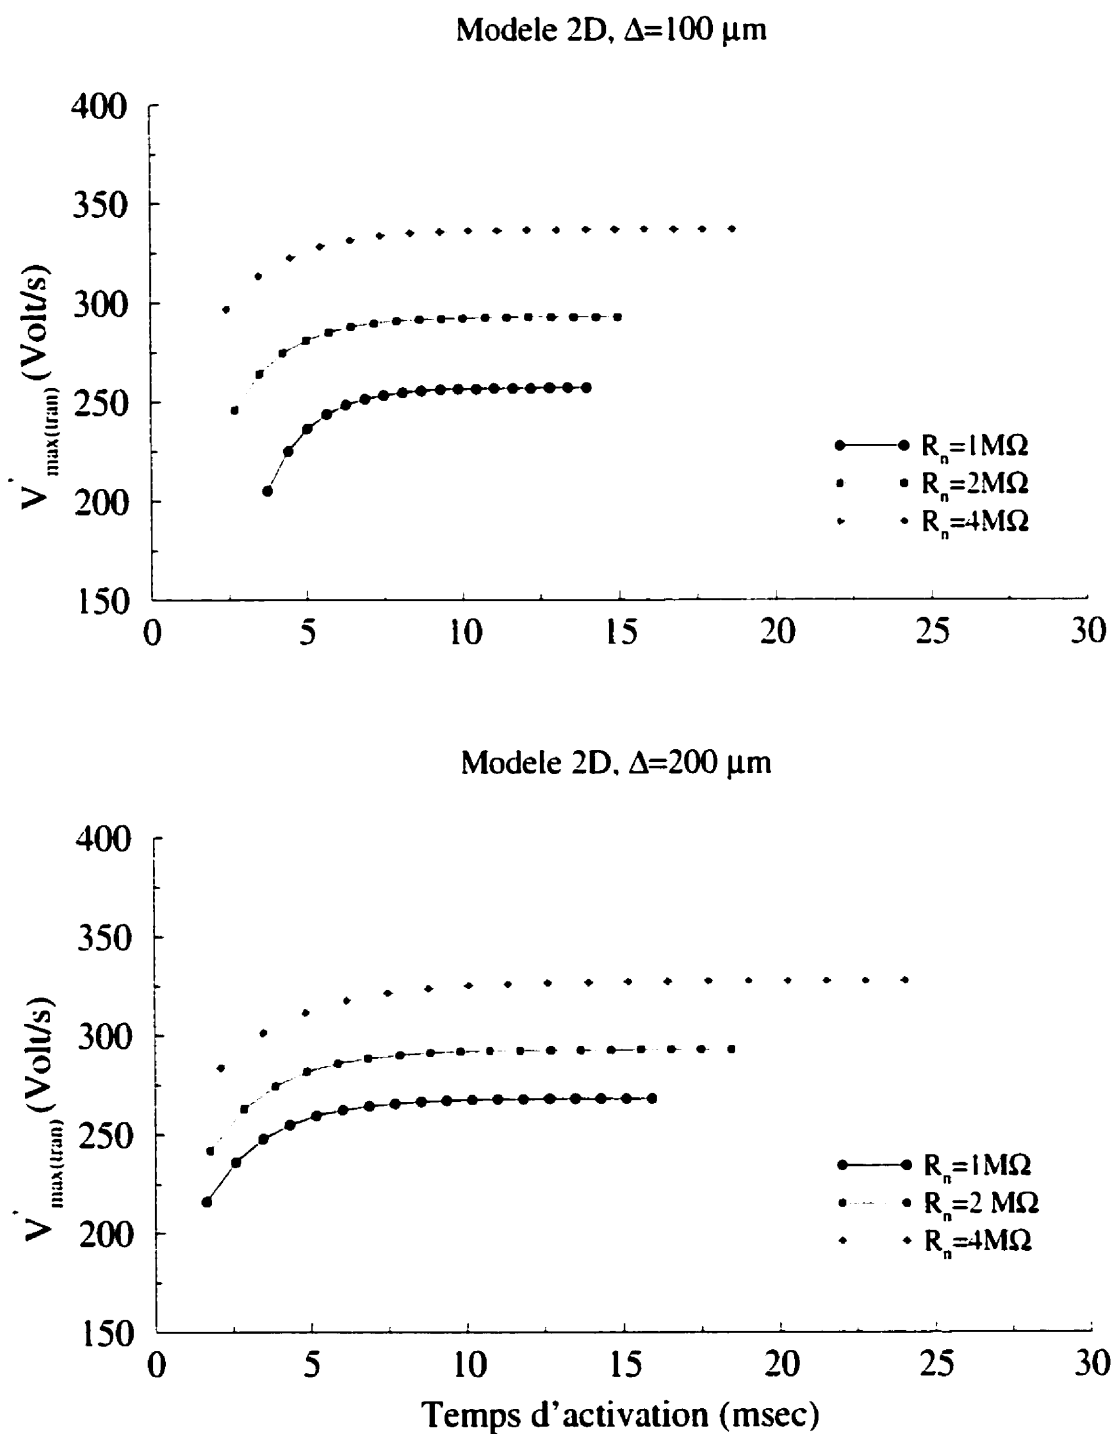 Modele 2D, Δ=100 μm
400
350
300
250
200
150
0 5 10 15 20 25 30
V̇max(tran) (Volt/s)
Rn=1MΩ
Rn=2MΩ
Rn=4MΩ
Modele 2D, Δ=200 μm
400
350
300
250
200
150
0 5 10 15 20 25 30
V̇max(tran) (Volt/s)
Rn=1MΩ
Rn=2 MΩ
Rn=4MΩ
Temps d'activation (msec)